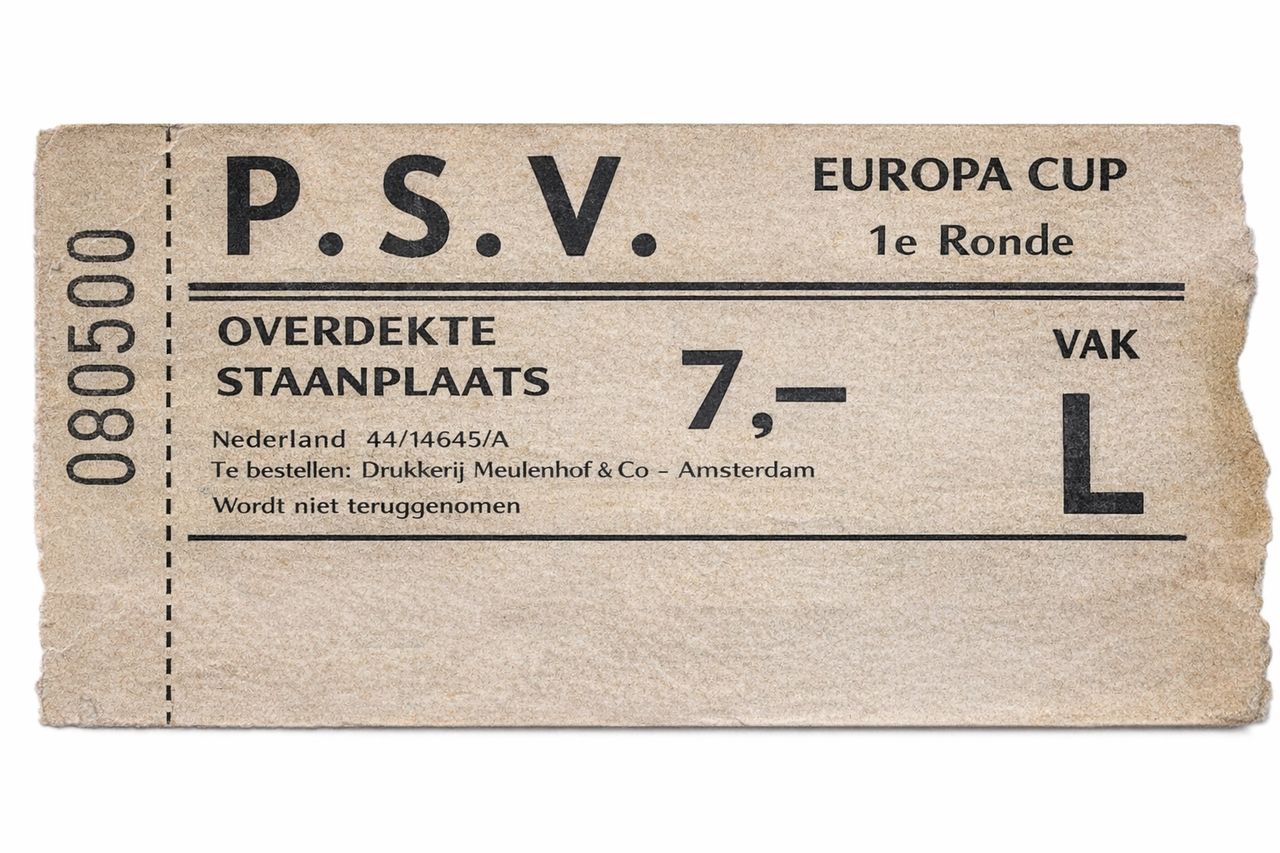 080500
P.S.V.
EUROPA CUP
1e Ronde
OVERDEKTE
STAANPLAATS
7,—
VAK
L
Nederland 44/14645/A
Te bestellen: Drukkerij Meulenhof & Co – Amsterdam
Wordt niet teruggenomen